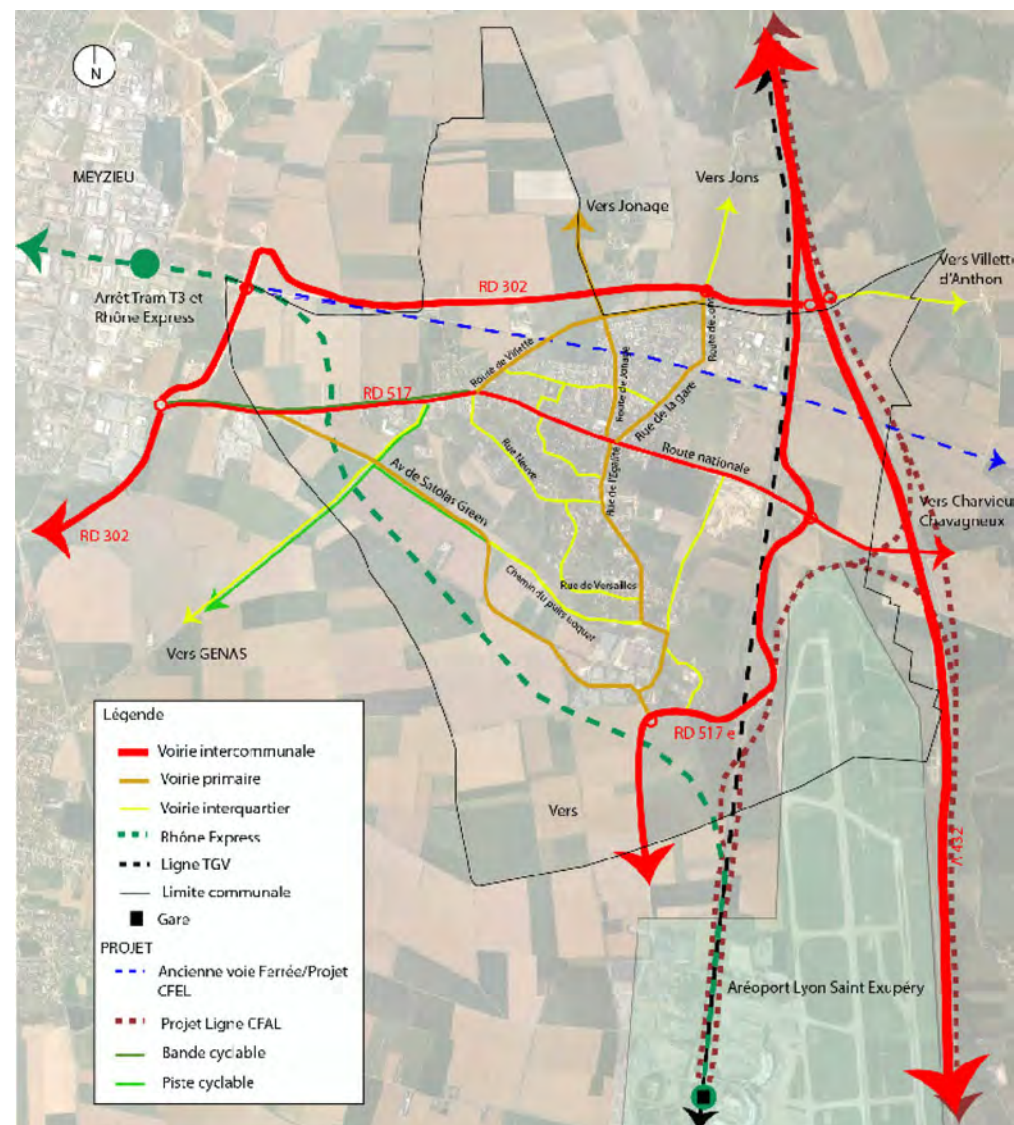 N
MEYZIEU
Vers Jons
Vers Jonage
Vers Villette
d'Anthon
Arrêt Tram T3 et
Rhône Express
RD 302
Route de Jons
Route de Villette
RD 517
Route de Jonage
Rue de la gare
Route nationale
Rue Neuve
Rue de l'Egalité
Av de Satolas Green
Vers Charvieu
Chavagneux
RD 302
Chemin du puits
Rue de Versailles
Vers GENAS
RD 517 e
Vers
A 432
Aréoport Lyon Saint Exupéry
Légende
Voirie intercommunale
Voirie primaire
Voirie interquartier
Rhône Express
Ligne TGV
Limite communale
Gare
PROJET
Ancienne voie Ferrée/Projet
CFEL
Projet Ligne CFAL
Bande cyclable
Piste cyclable